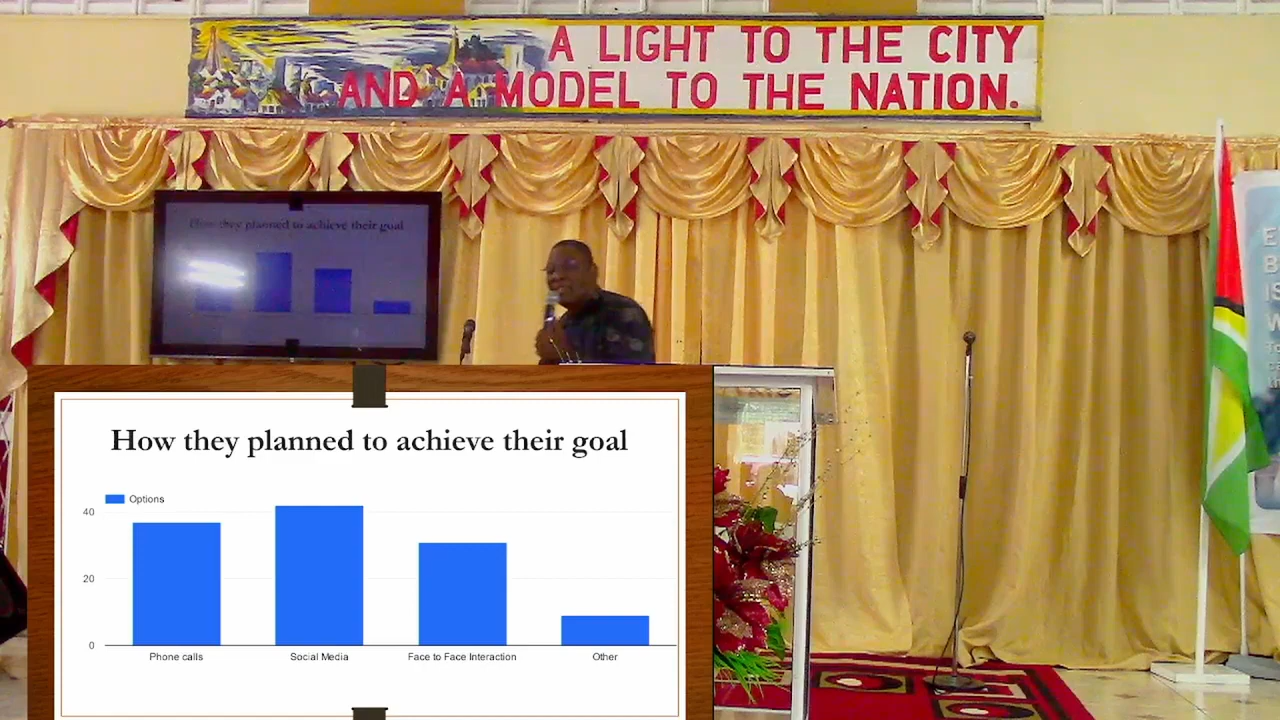 A LIGHT TO THE CITY
AND A MODEL TO THE NATION.
How they planned to achieve their goal
How they planned to achieve their goal
Options
40
20
0
Phone calls
Social Media
Face to Face Interaction
Other